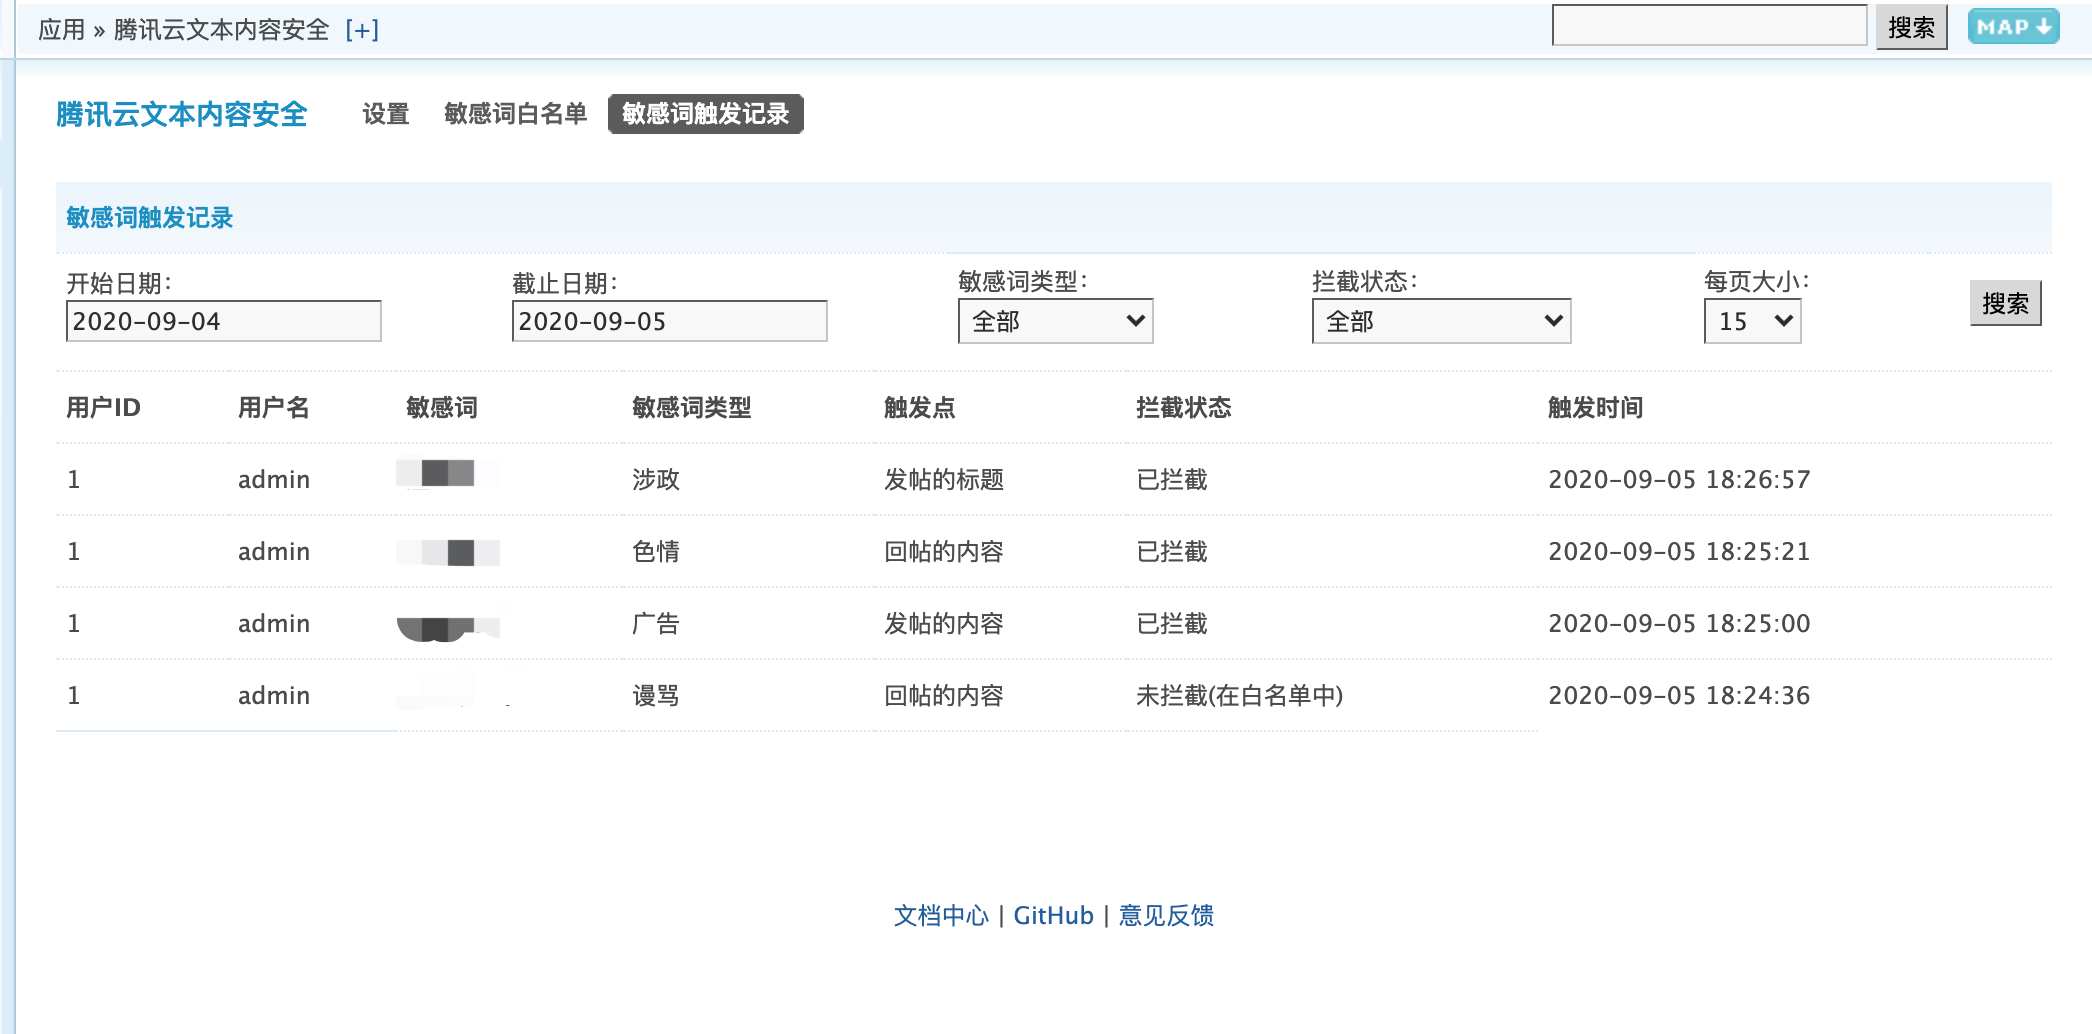 应用 » 腾讯云文本内容安全 [+] 搜索 MAP
腾讯云文本内容安全 设置 敏感词白名单 敏感词触发记录
敏感词触发记录
开始日期： 截止日期： 敏感词类型： 拦截状态： 每页大小：
2020-09-04 2020-09-05 全部 全部 15 搜索
用户ID 用户名 敏感词 敏感词类型 触发点 拦截状态 触发时间
1 admin 涉政 发帖的标题 已拦截 2020-09-05 18:26:57
1 admin 色情 回帖的内容 已拦截 2020-09-05 18:25:21
1 admin 广告 发帖的内容 已拦截 2020-09-05 18:25:00
1 admin 谩骂 回帖的内容 未拦截(在白名单中) 2020-09-05 18:24:36
文档中心 | GitHub | 意见反馈